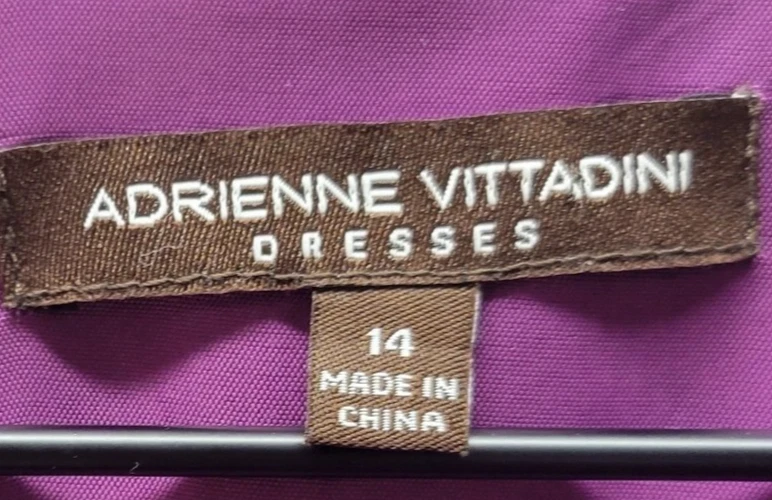 ADRIENNE VITTADINI
DRESSES
14
MADE IN
CHINA